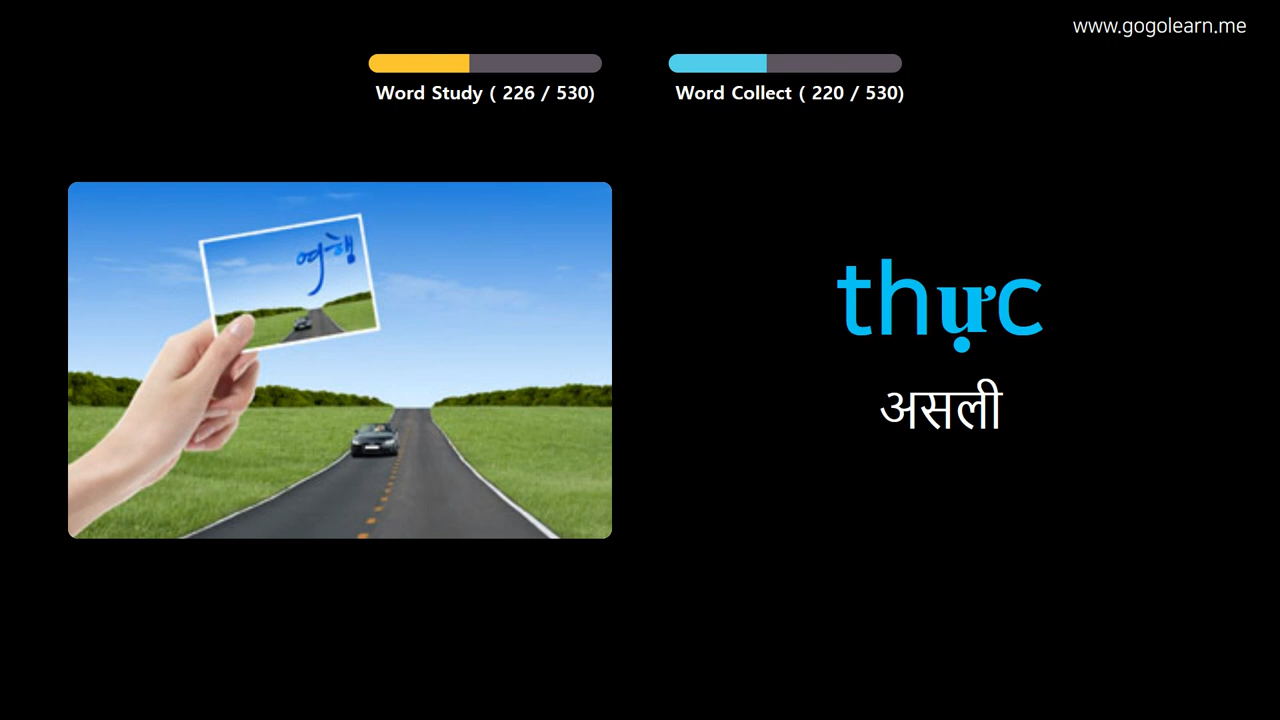 www.gogolearn.me
Word Study ( 226 / 530)
Word Collect ( 220 / 530)
여행
thực
असली